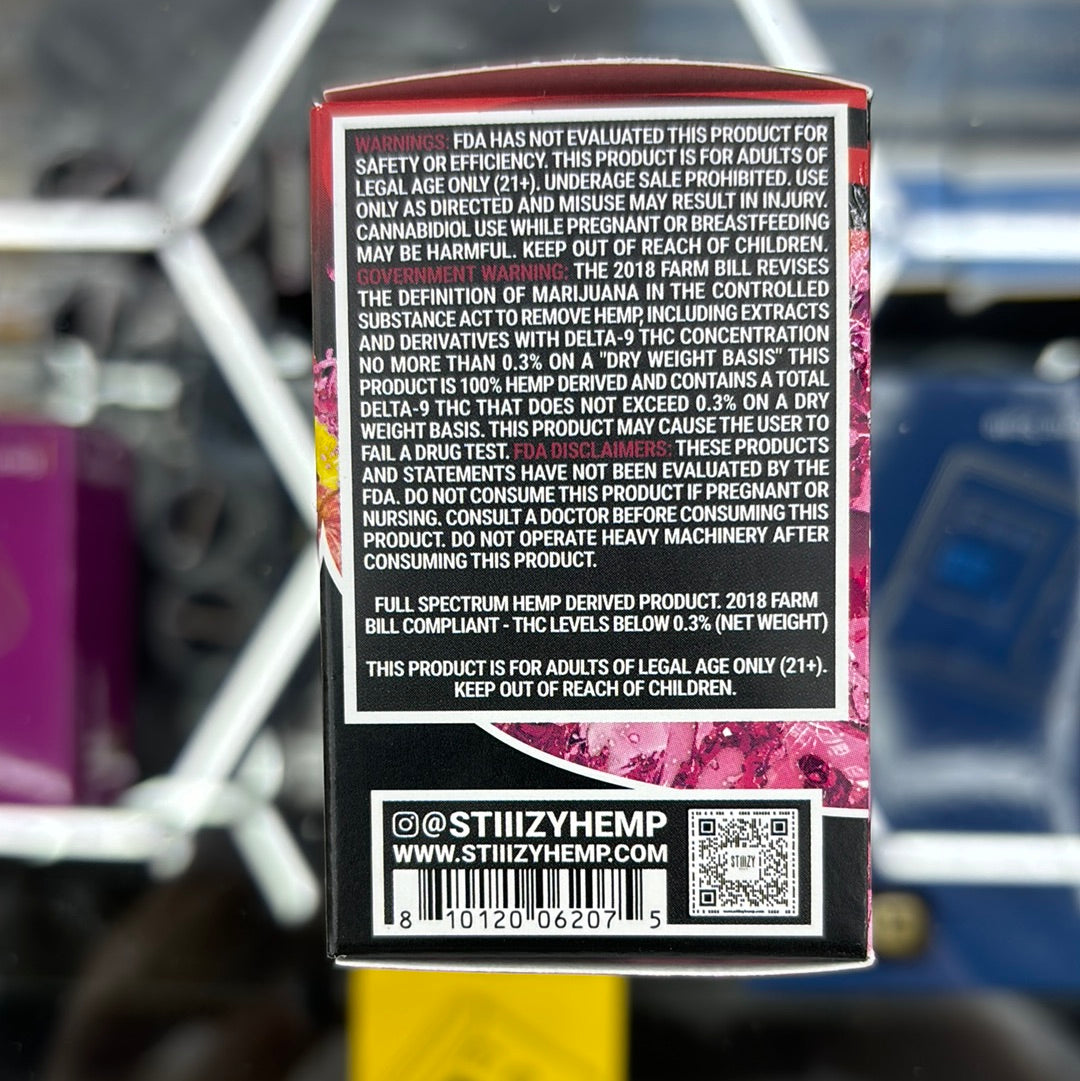 WARNINGS: FDA HAS NOT EVALUATED THIS PRODUCT FOR
SAFETY OR EFFICIENCY. THIS PRODUCT IS FOR ADULTS OF
LEGAL AGE ONLY (21+). UNDERAGE SALE PROHIBITED. USE
ONLY AS DIRECTED AND MISUSE MAY RESULT IN INJURY.
CANNABIDIOL USE WHILE PREGNANT OR BREASTFEEDING
MAY BE HARMFUL. KEEP OUT OF REACH OF CHILDREN.
GOVERNMENT WARNING: THE 2018 FARM BILL REVISES
THE DEFINITION OF MARIJUANA IN THE CONTROLLED
SUBSTANCE ACT TO REMOVE HEMP, INCLUDING EXTRACTS
AND DERIVATIVES WITH DELTA-9 THC CONCENTRATION
NO MORE THAN 0.3% ON A "DRY WEIGHT BASIS" THIS
PRODUCT IS 100% HEMP DERIVED AND CONTAINS A TOTAL
DELTA-9 THC THAT DOES NOT EXCEED 0.3% ON A DRY
WEIGHT BASIS. THIS PRODUCT MAY CAUSE THE USER TO
FAIL A DRUG TEST. FDA DISCLAIMERS: THESE PRODUCTS
AND STATEMENTS HAVE NOT BEEN EVALUATED BY THE
FDA. DO NOT CONSUME THIS PRODUCT IF PREGNANT OR
NURSING. CONSULT A DOCTOR BEFORE CONSUMING THIS
PRODUCT. DO NOT OPERATE HEAVY MACHINERY AFTER
CONSUMING THIS PRODUCT.
FULL SPECTRUM HEMP DERIVED PRODUCT. 2018 FARM
BILL COMPLIANT - THC LEVELS BELOW 0.3% (NET WEIGHT)
THIS PRODUCT IS FOR ADULTS OF LEGAL AGE ONLY (21+).
KEEP OUT OF REACH OF CHILDREN.
@STIIIZYHEMP
WWW.STIIIZYHEMP.COM
STIIIZY
8 10120 06207 5